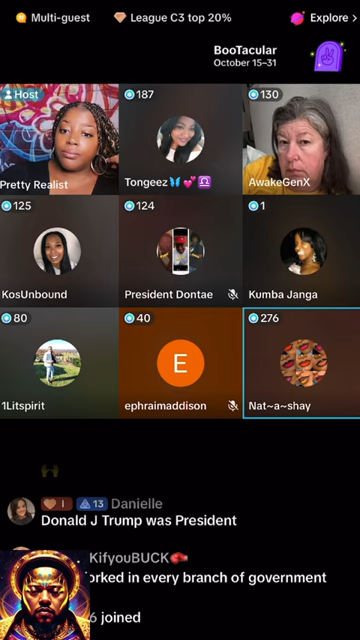 Multi-guest
League C3 top 20%
Explore >
BooTacular
October 15–31
Host
187
130
Pretty Realist
Tongeez🦋💕♎
AwakeGenX
125
124
1
KosUnbound
President Dontae
Kumba Janga
80
40
276
E
1Litspirit
ephraimaddison
Nat~a~shay
I 13 Danielle
Donald J Trump was President
KifyouBUCK🥊
orked in every branch of government
6 joined